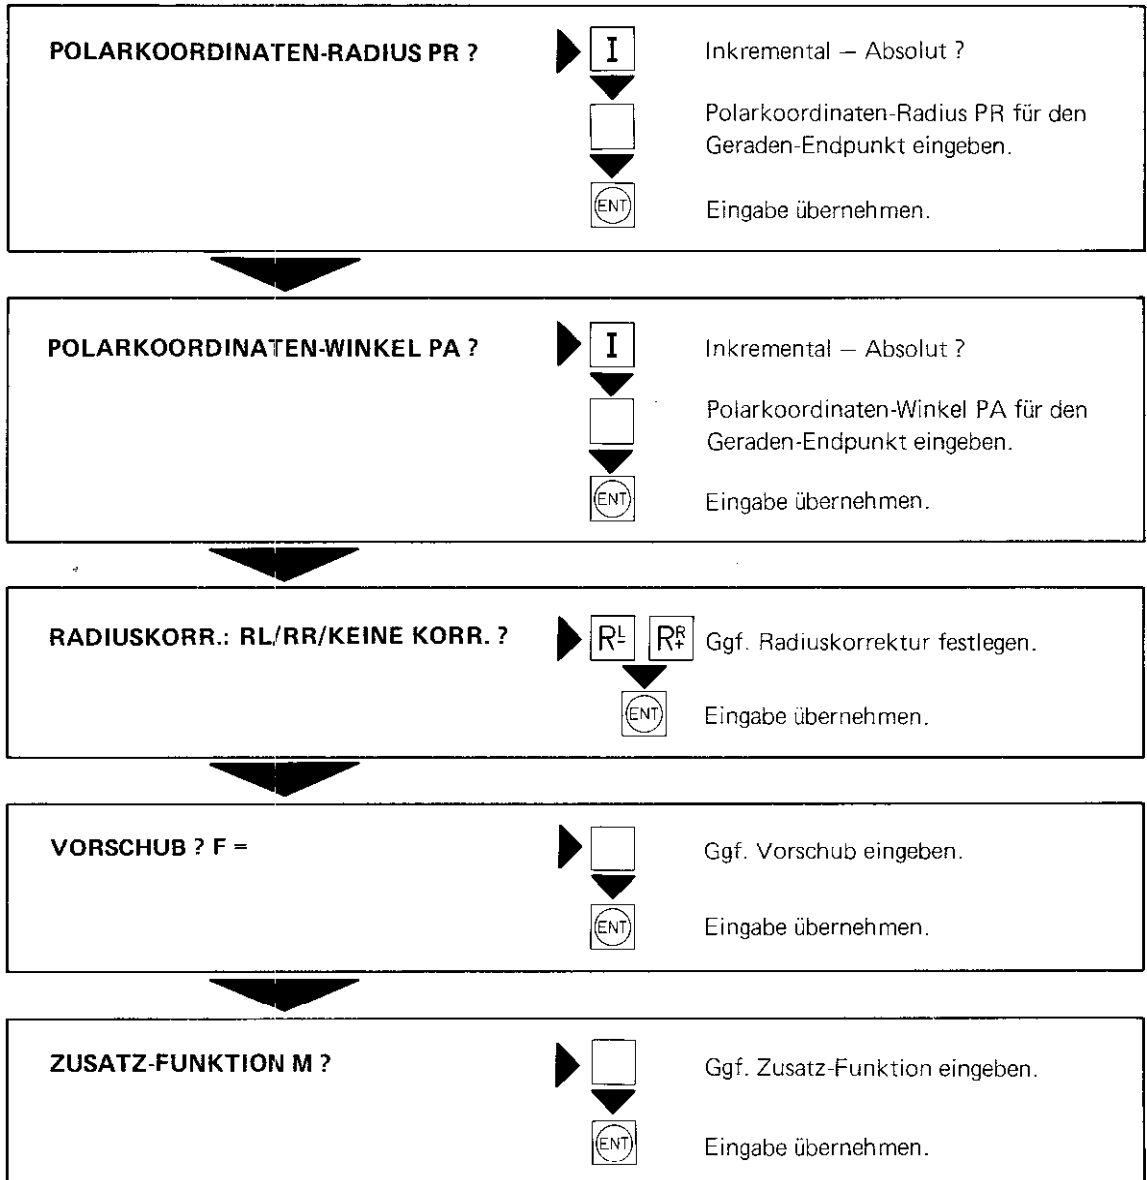 POLARKOORDINATEN-RADIUS PR ?
I
Inkremental — Absolut ?
Polarkoordinaten-Radius PR für den
Geraden-Endpunkt eingeben.
ENT
Eingabe übernehmen.
POLARKOORDINATEN-WINKEL PA ?
I
Inkremental — Absolut ?
Polarkoordinaten-Winkel PA für den
Geraden-Endpunkt eingeben.
ENT
Eingabe übernehmen.
RADIUSKORR.: RL/RR/KEINE KORR. ?
RL- RR+ Ggf. Radiuskorrektur festlegen.
ENT
Eingabe übernehmen.
VORSCHUB ? F =
Ggf. Vorschub eingeben.
ENT
Eingabe übernehmen.
ZUSATZ-FUNKTION M ?
Ggf. Zusatz-Funktion eingeben.
ENT
Eingabe übernehmen.